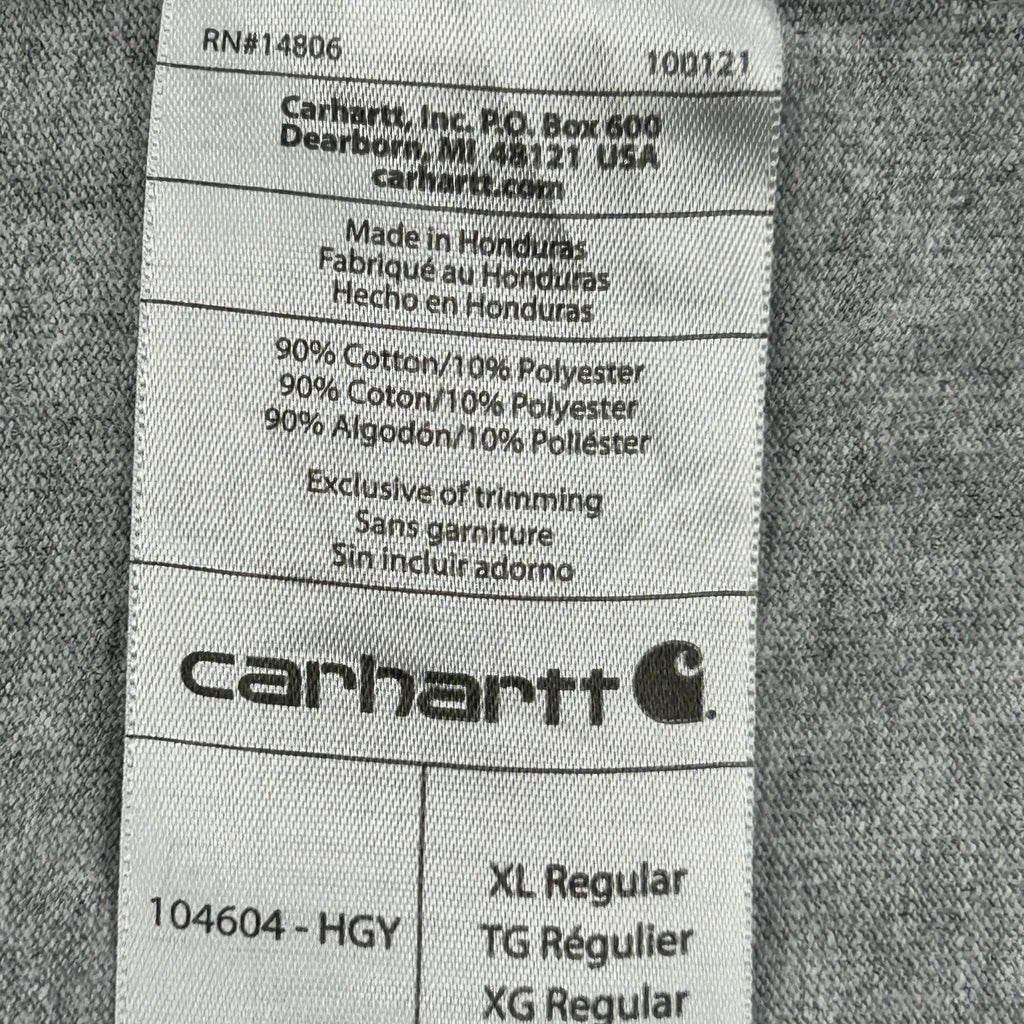 RN#14806 100121
Carhartt, Inc. P.O. Box 600
Dearborn, MI 48121 USA
carhartt.com
Made in Honduras
Fabriqué au Honduras
Hecho en Honduras
90% Cotton/10% Polyester
90% Coton/10% Polyester
90% Algodón/10% Poliéster
Exclusive of trimming
Sans garniture
Sin incluir adorno
carhartt
104604 - HGY
XL Regular
TG Régulier
XG Regular